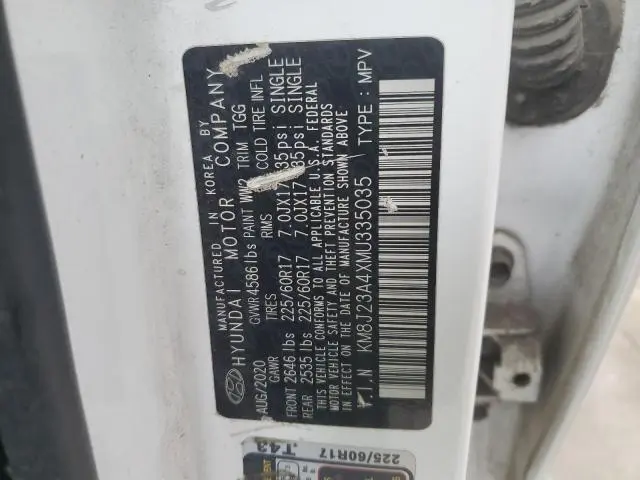 MANUFACTURED IN KOREA BY
HYUNDAI MOTOR COMPANY
AUG/2020 GVWR 4586 lbs PAINT WW2 TRIM TGG
GAWR TIRES RIMS COLD TIRE INFL
FRONT 2646 lbs 225/60R17 7.0JX17 35psi SINGLE
REAR 2535 lbs 225/60R17 7.0JX17 35psi SINGLE
THIS VEHICLE CONFORMS TO ALL APPLICABLE U.S.A. FEDERAL
MOTOR VEHICLE SAFETY AND THEFT PREVENTION STANDARDS
IN EFFECT ON THE DATE OF MANUFACTURE SHOWN ABOVE
V.I.N KM8J23A4XMU335035 TYPE : MPV
225/60R17
T43